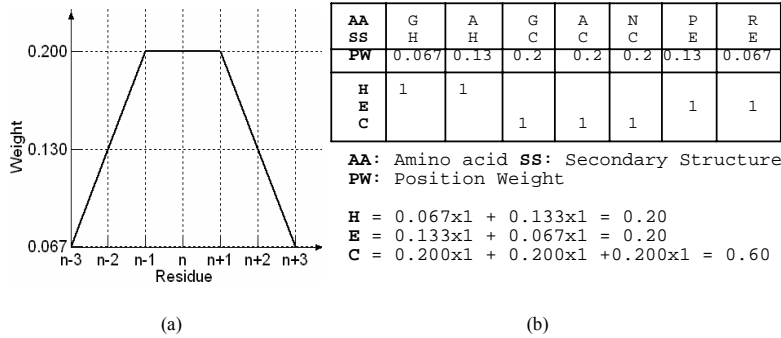 0.200
0.130
0.067
Weight
n-3 n-2 n-1 n n+1 n+2 n+3
Residue
(a)
AA G A G A N P R
SS H H C C C E E
PW 0.067 0.13 0.2 0.2 0.2 0.13 0.067
H 1 1
E 1 1
C 1 1 1
AA: Amino acid SS: Secondary Structure
PW: Position Weight
H = 0.067x1 + 0.133x1 = 0.20
E = 0.133x1 + 0.067x1 = 0.20
C = 0.200x1 + 0.200x1 +0.200x1 = 0.60
(b)